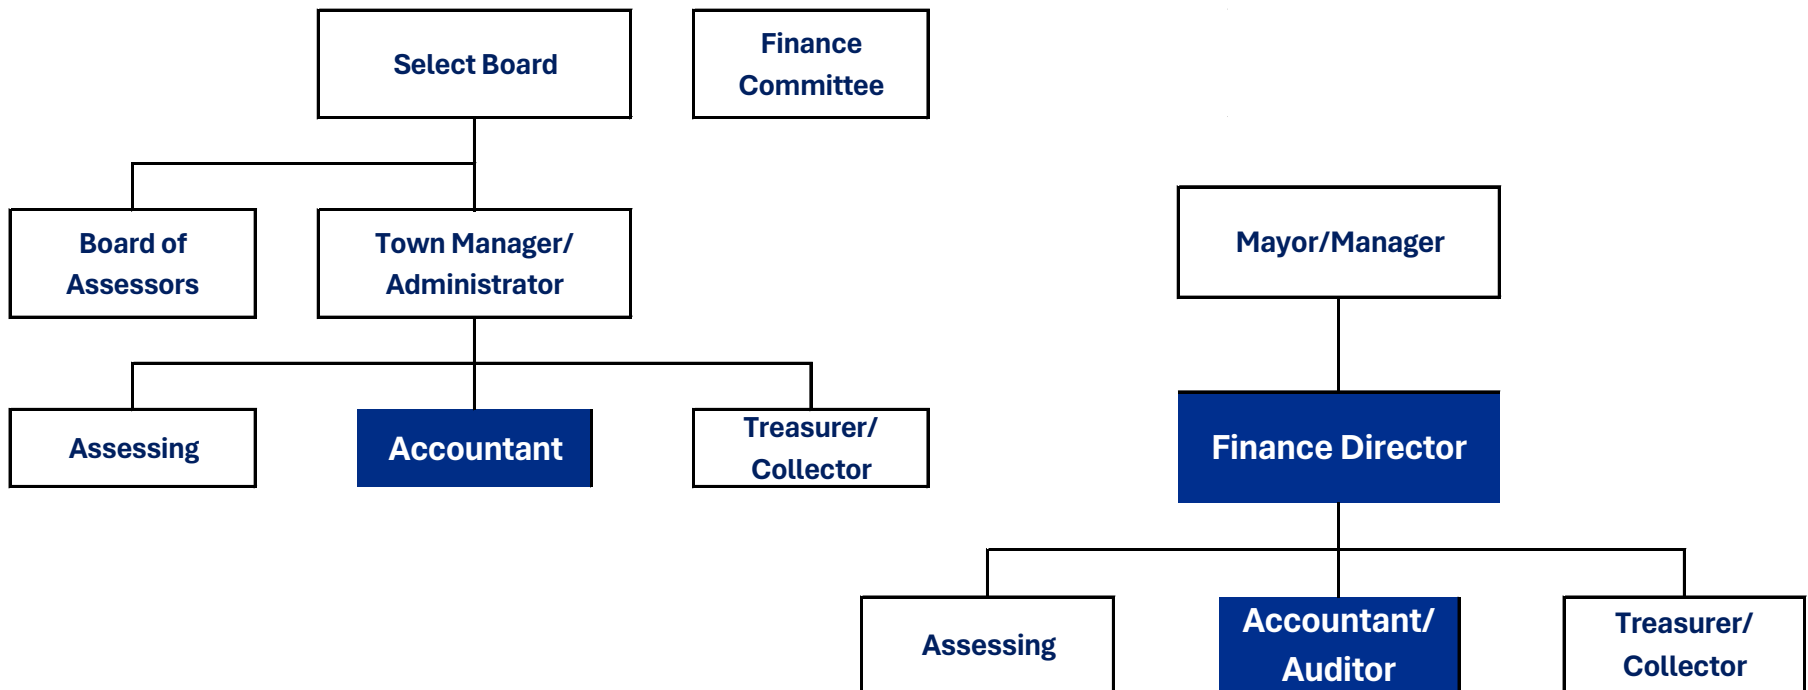 Select Board
Finance
Committee
Board of
Assessors
Town Manager/
Administrator
Assessing
Accountant
Treasurer/
Collector
Mayor/Manager
Finance Director
Assessing
Accountant/
Auditor
Treasurer/
Collector